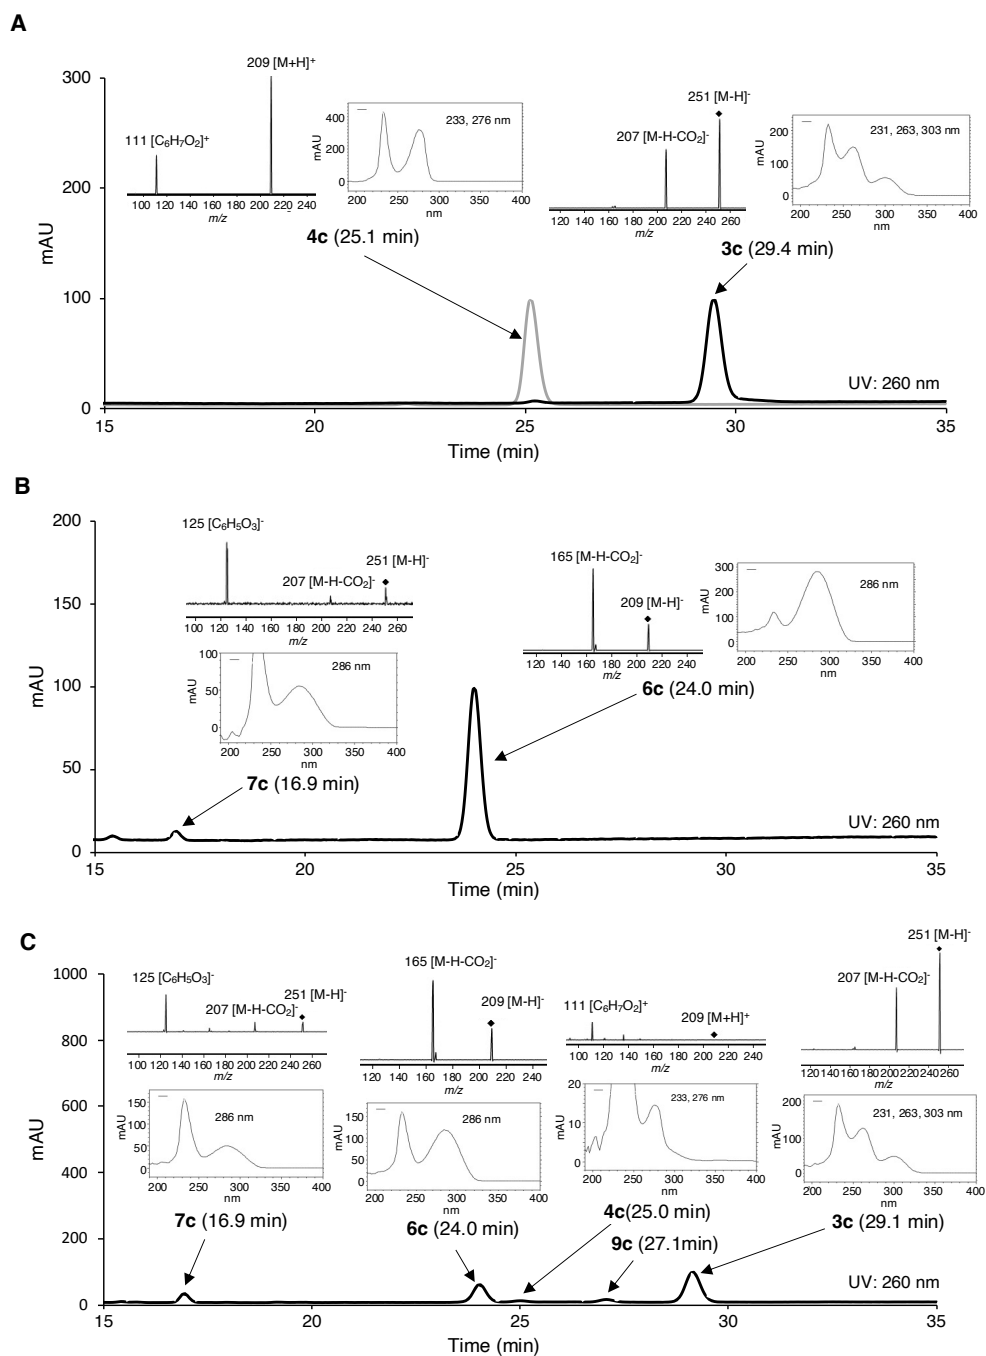 A
209 [M+H]+
111 [C6H7O2]+
100 120 140 160 180 200 220 240
m/z
400
200
0
mAU
233, 276 nm
200 250 300 350 400
nm
251 [M-H]-
207 [M-H-CO2]-
120 140 160 180 200 220 240 260
m/z
200
100
0
mAU
231, 263, 303 nm
200 250 300 350 400
nm
4c (25.1 min)
3c (29.4 min)
300
200
100
0
mAU
UV: 260 nm
15 20 25 30 35
Time (min)
B
125 [C6H5O3]-
207 [M-H-CO2]-
251 [M-H]-
100 120 140 160 180 200 220 240 260
m/z
100
50
0
mAU
286 nm
200 250 300 350 400
nm
165 [M-H-CO2]-
209 [M-H]-
120 140 160 180 200 220 240
m/z
300
200
100
0
mAU
286 nm
200 250 300 350 400
nm
6c (24.0 min)
7c (16.9 min)
200
150
100
50
0
mAU
UV: 260 nm
15 20 25 30 35
Time (min)
C
125 [C6H5O3]-
207 [M-H-CO2]-
251 [M-H]-
100 120 140 160 180 200 220 240 260
m/z
150
100
50
0
mAU
286 nm
200 250 300 350 400
nm
7c (16.9 min)
165 [M-H-CO2]-
209 [M-H]-
120 140 160 180 200 220 240
m/z
150
100
50
0
mAU
286 nm
200 250 300 350 400
nm
6c (24.0 min)
111 [C6H7O2]+
209 [M+H]+
100 120 140 160 180 200 220 240
m/z
20
10
0
mAU
233, 276 nm
200 250 300 350 400
nm
4c(25.0 min)
9c (27.1min)
251 [M-H]-
207 [M-H-CO2]-
120 140 160 180 200 220 240 260
m/z
200
100
0
mAU
231, 263, 303 nm
200 250 300 350 400
nm
3c (29.1 min)
1000
800
600
400
200
0
mAU
UV: 260 nm
15 20 25 30 35
Time (min)